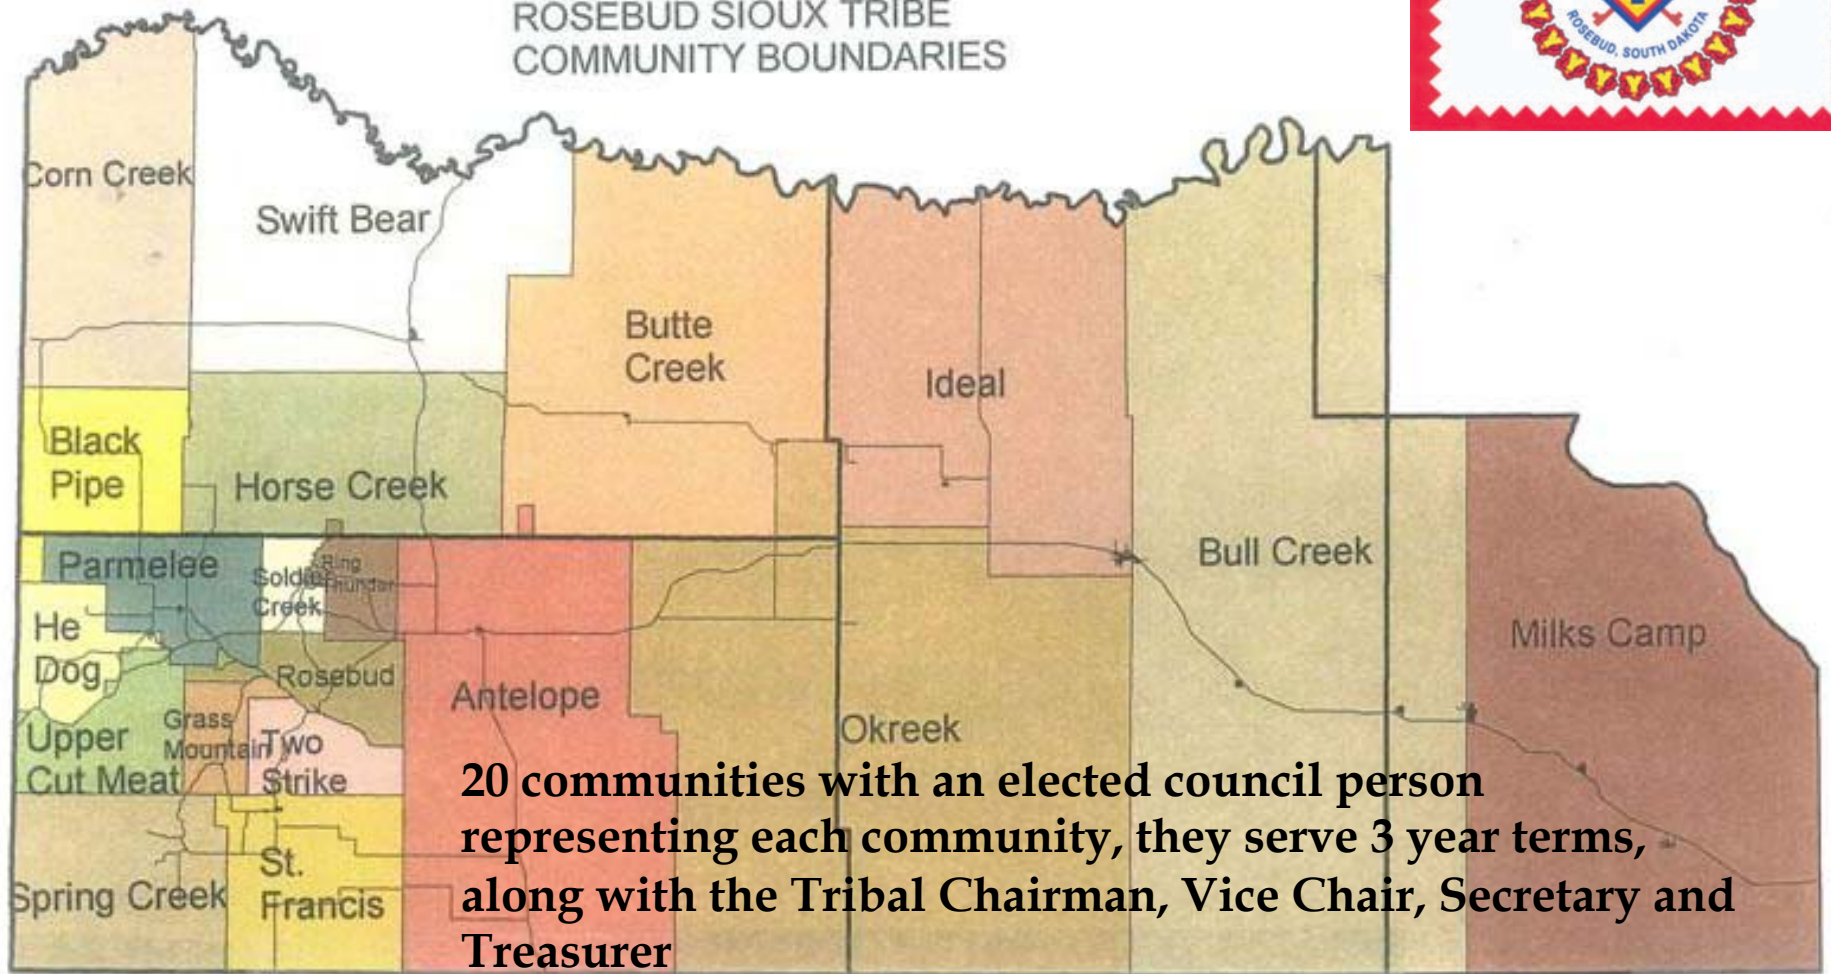 ROSEBUD SIOUX TRIBE
COMMUNITY BOUNDARIES
ROSEBUD, SOUTH DAKOTA
Corn Creek
Swift Bear
Butte
Creek
Ideal
Black
Pipe
Horse Creek
Bull Creek
Parmelee
Soldier
Creek
Ring
Thunder
He
Dog
Milks Camp
Rosebud
Antelope
Upper
Cut Meat
Grass
Mountain
Two
Strike
Okreek
Spring Creek
St.
Francis
20 communities with an elected council person
representing each community, they serve 3 year terms,
along with the Tribal Chairman, Vice Chair, Secretary and
Treasurer